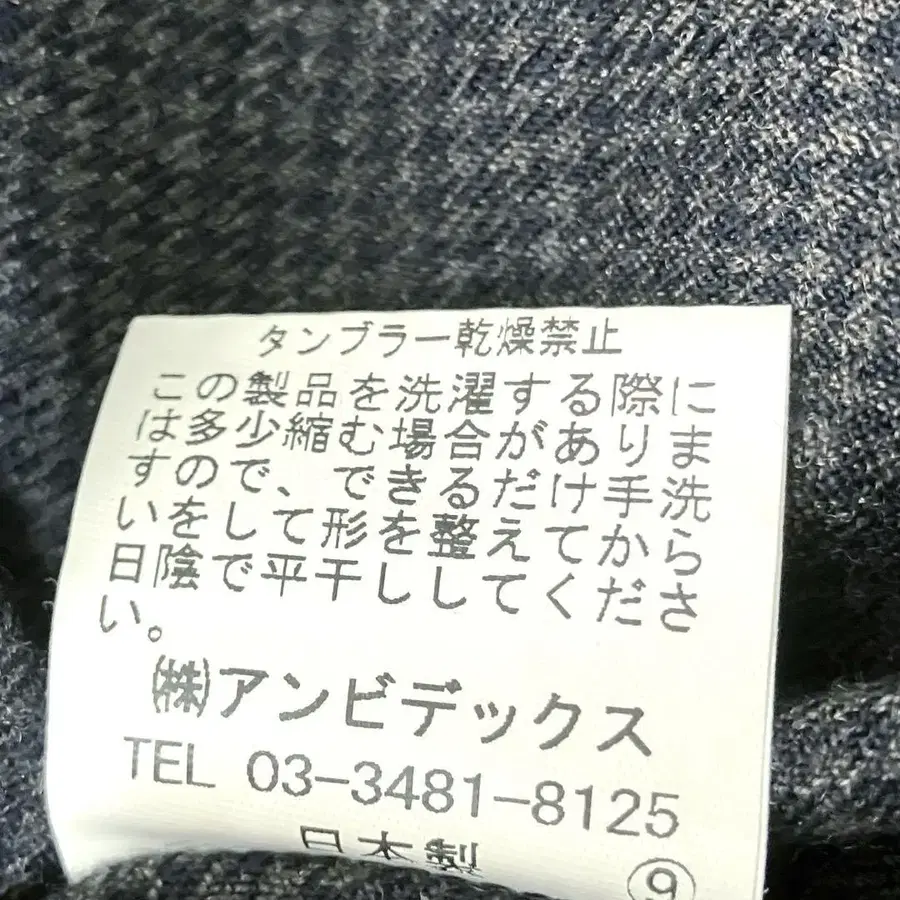 タンブラー乾燥禁止
この製品を洗濯する際に
は多少縮む場合がありま
すので、できるだけ手洗
いをして形を整えてから
日陰で平干ししてくださ
い。
㈱アンビデックス
TEL 03-3481-8125
日本製
⑨